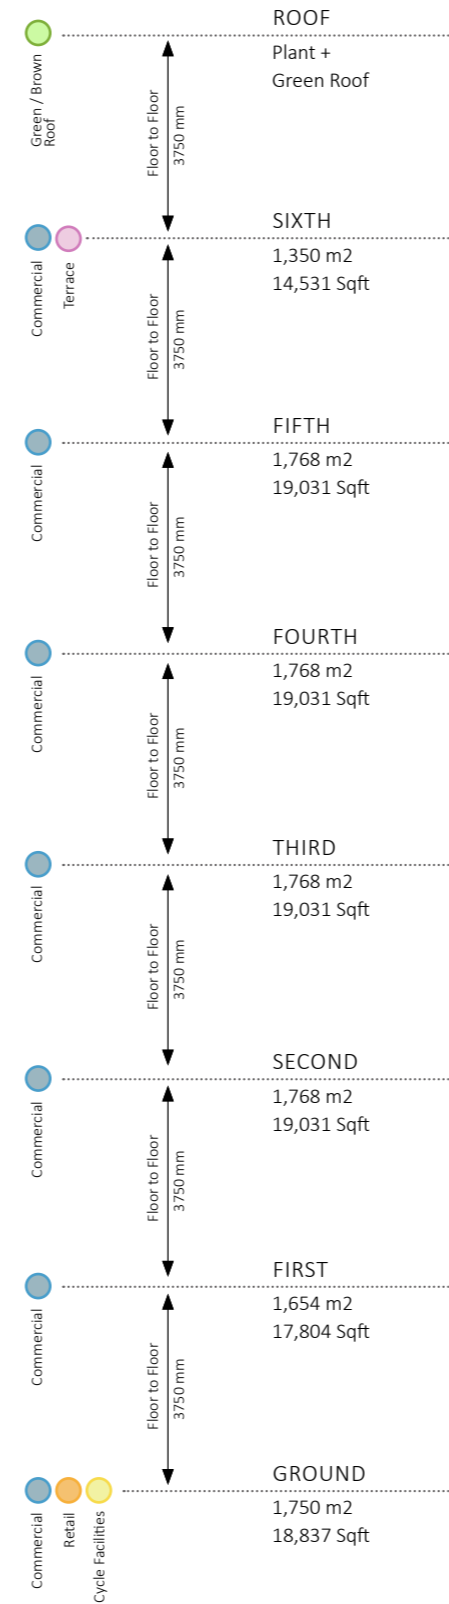 ROOF
Plant +
Green Roof
Green / Brown
Roof
Floor to Floor
3750 mm
SIXTH
1,350 m2
14,531 Sqft
Commercial
Terrace
Floor to Floor
3750 mm
FIFTH
1,768 m2
19,031 Sqft
Commercial
Floor to Floor
3750 mm
FOURTH
1,768 m2
19,031 Sqft
Commercial
Floor to Floor
3750 mm
THIRD
1,768 m2
19,031 Sqft
Commercial
Floor to Floor
3750 mm
SECOND
1,768 m2
19,031 Sqft
Commercial
Floor to Floor
3750 mm
FIRST
1,654 m2
17,804 Sqft
Commercial
Floor to Floor
3750 mm
GROUND
1,750 m2
18,837 Sqft
Commercial
Retail
Cycle Facilities